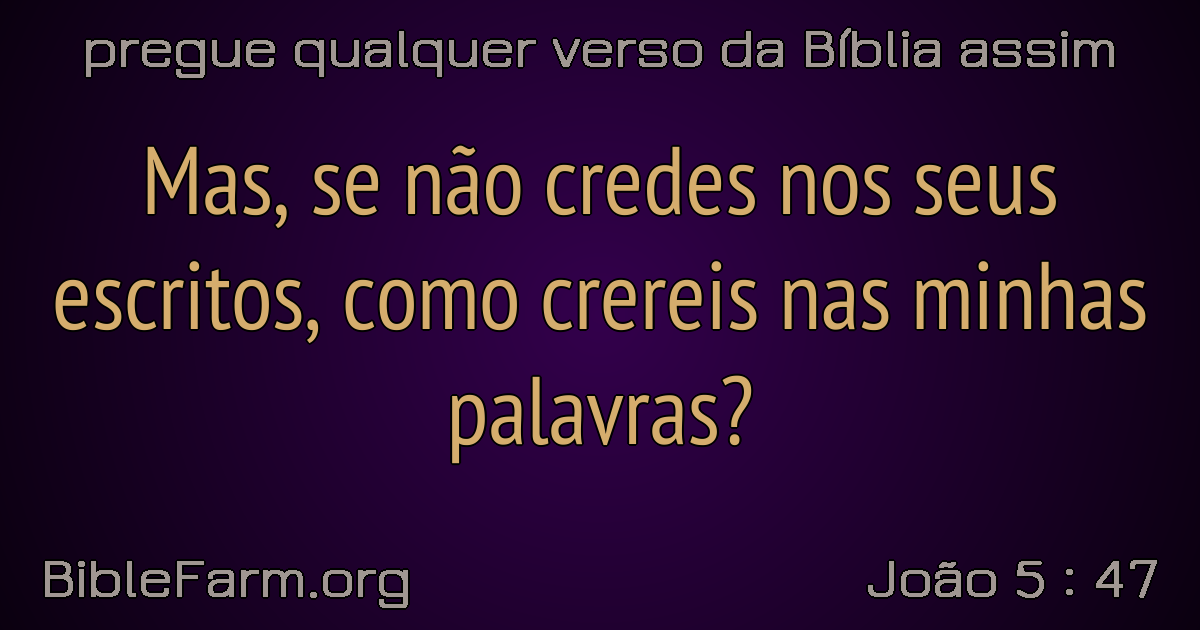 pregue qualquer verso da Bíblia assim
Mas, se não credes nos seus
escritos, como crereis nas minhas
palavras?
BibleFarm.org
João 5 : 47